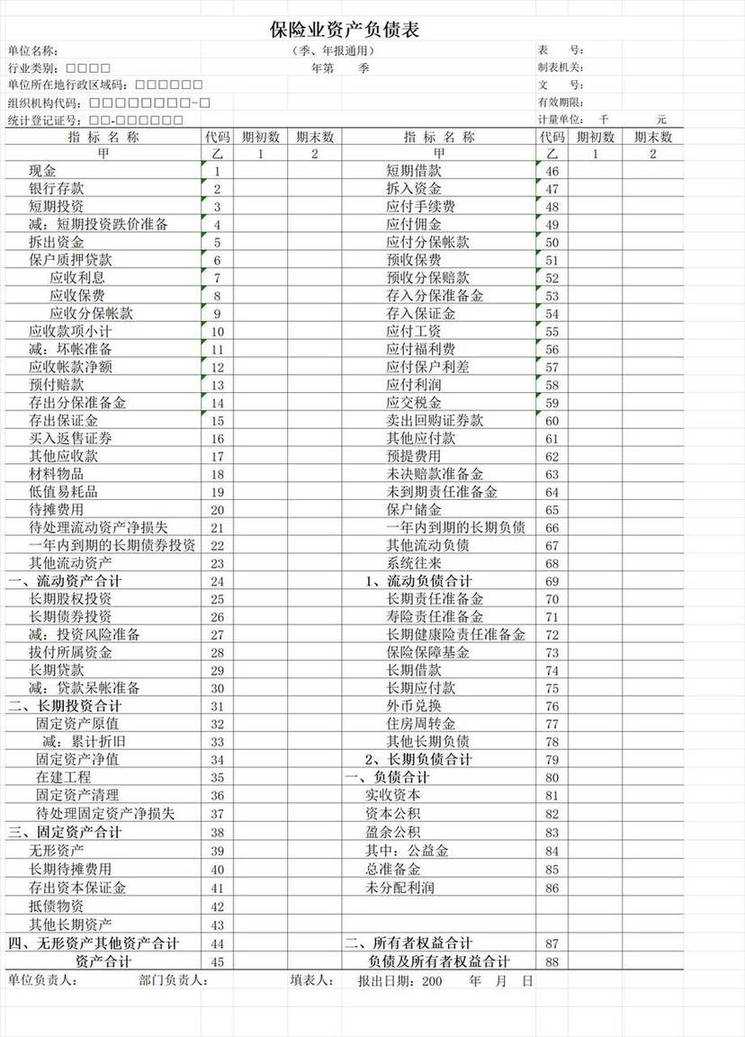 保险业资产负债表
单位名称： （季、年报通用） 表 号：
行业类别：□□□□ 年第 季 制表机关：
单位所在地行政区域码：□□□□□□ 文 号：
组织机构代码：□□□□□□□□-□ 有效期限：
统计登记证号：□□-□□□□□□ 计量单位： 千 元
指 标 名 称 代码 期初数 期末数 指 标 名 称 代码 期初数 期末数
甲 乙 1 2 甲 乙 1 2
现金 1 短期借款 46
银行存款 2 拆入资金 47
短期投资 3 应付手续费 48
减：短期投资跌价准备 4 应付佣金 49
拆出资金 5 应付分保帐款 50
保户质押贷款 6 预收保费 51
应收利息 7 预收分保赔款 52
应收保费 8 存入分保准备金 53
应收分保帐款 9 存入保证金 54
应收款项小计 10 应付工资 55
减：坏帐准备 11 应付福利费 56
应收帐款净额 12 应付保户利差 57
预付赔款 13 应付利润 58
存出分保准备金 14 应交税金 59
存出保证金 15 卖出回购证券款 60
买入返售证券 16 其他应付款 61
其他应收款 17 预提费用 62
材料物品 18 未决赔款准备金 63
低值易耗品 19 未到期责任准备金 64
待摊费用 20 保户储金 65
待处理流动资产净损失 21 一年内到期的长期负债 66
一年内到期的长期债券投资 22 其他流动负债 67
其他流动资产 23 系统往来 68
一、流动资产合计 24 1、流动负债合计 69
长期股权投资 25 长期责任准备金 70
长期债券投资 26 寿险责任准备金 71
减：投资风险准备 27 长期健康险责任准备金 72
拔付所属资金 28 保险保障基金 73
长期贷款 29 长期借款 74
减：贷款呆帐准备 30 长期应付款 75
二、长期投资合计 31 外币兑换 76
固定资产原值 32 住房周转金 77
减：累计折旧 33 其他长期负债 78
固定资产净值 34 2、长期负债合计 79
在建工程 35 一、负债合计 80
固定资产清理 36 实收资本 81
待处理固定资产净损失 37 资本公积 82
三、固定资产合计 38 盈余公积 83
无形资产 39 其中：公益金 84
长期待摊费用 40 总准备金 85
存出资本保证金 41 未分配利润 86
抵债物资 42
其他长期资产 43
四、无形资产其他资产合计 44 二、所有者权益合计 87
资产合计 45 负债及所有者权益合计 88
单位负责人： 部门负责人： 填表人： 报出日期：200 年 月 日